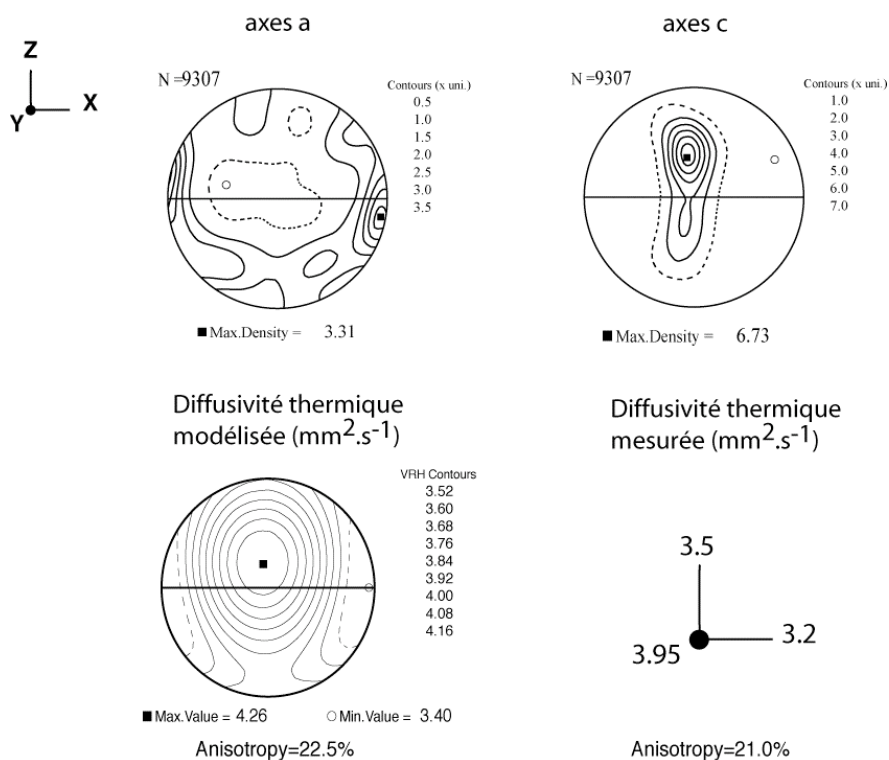 axes a
axes c
Z
X
Y
N =9307
Contours (x uni.)
0.5
1.0
1.5
2.0
2.5
3.0
3.5
Max.Density = 3.31
N =9307
Contours (x uni.)
1.0
2.0
3.0
4.0
5.0
6.0
7.0
Max.Density = 6.73
Diffusivité thermique
modélisée (mm².s⁻¹)
VRH Contours
3.52
3.60
3.68
3.76
3.84
3.92
4.00
4.08
4.16
Max.Value = 4.26 Min.Value = 3.40
Anisotropy=22.5%
Diffusivité thermique
mesurée (mm².s⁻¹)
3.5
3.2
3.95
Anisotropy=21.0%